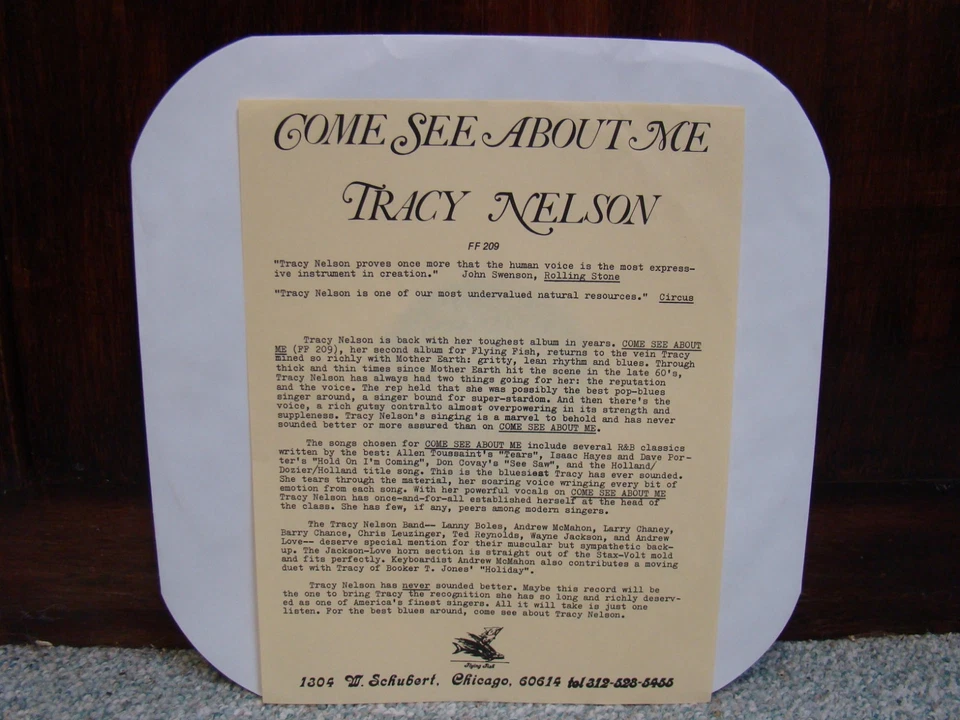 COME SEE ABOUT ME
TRACY NELSON
FF 209
"Tracy Nelson proves once more that the human voice is the most express-
ive instrument in creation." John Swenson, Rolling Stone
"Tracy Nelson is one of our most undervalued natural resources." Circus
Tracy Nelson is back with her toughest album in years. COME SEE ABOUT
ME (FF 209), her second album for Flying Fish, returns to the vein Tracy
mined so richly with Mother Earth: gritty, lean rhythm and blues. Through
thick and thin times since Mother Earth hit the scene in the late 60's,
Tracy Nelson has always had two things going for her: the reputation
and the voice. The rep held that she was possibly the best pop-blues
singer around, a singer bound for super-stardom. And then there's the
voice, a rich gutsy contralto almost overpowering in its strength and
suppleness. Tracy Nelson's singing is a marvel to behold and has never
sounded better or more assured than on COME SEE ABOUT ME.
The songs chosen for COME SEE ABOUT ME include several R&B classics
written by the best: Allen Toussaint's "Tears", Isaac Hayes and Dave Por-
ter's "Hold On I'm Coming", Don Covay's "See Saw", and the Holland/
Dozier/Holland title song. This is the bluesiest Tracy has ever sounded.
She tears through the material, her soaring voice wringing every bit of
emotion from each song. With her powerful vocals on COME SEE ABOUT ME
Tracy Nelson has once-and-for-all established herself at the head of
the class. She has few, if any, peers among modern singers.
The Tracy Nelson Band-- Lanny Boles, Andrew McMahon, Larry Chaney,
Barry Chance, Chris Leuzinger, Ted Reynolds, Wayne Jackson, and Andrew
Love-- deserve special mention for their muscular but sympathetic back-
up. The Jackson-Love horn section is straight out of the Stax-Volt mold
and fits perfectly. Keyboardist Andrew McMahon also contributes a moving
duet with Tracy of Booker T. Jones' "Holiday".
Tracy Nelson has never sounded better. Maybe this record will be
the one to bring Tracy the recognition she has so long and richly deserv-
ed as one of America's finest singers. All it will take is just one
listen. For the best blues around, come see about Tracy Nelson.
Flying Fish
1304 W. Schubert, Chicago, 60614 tel 312-528-5455